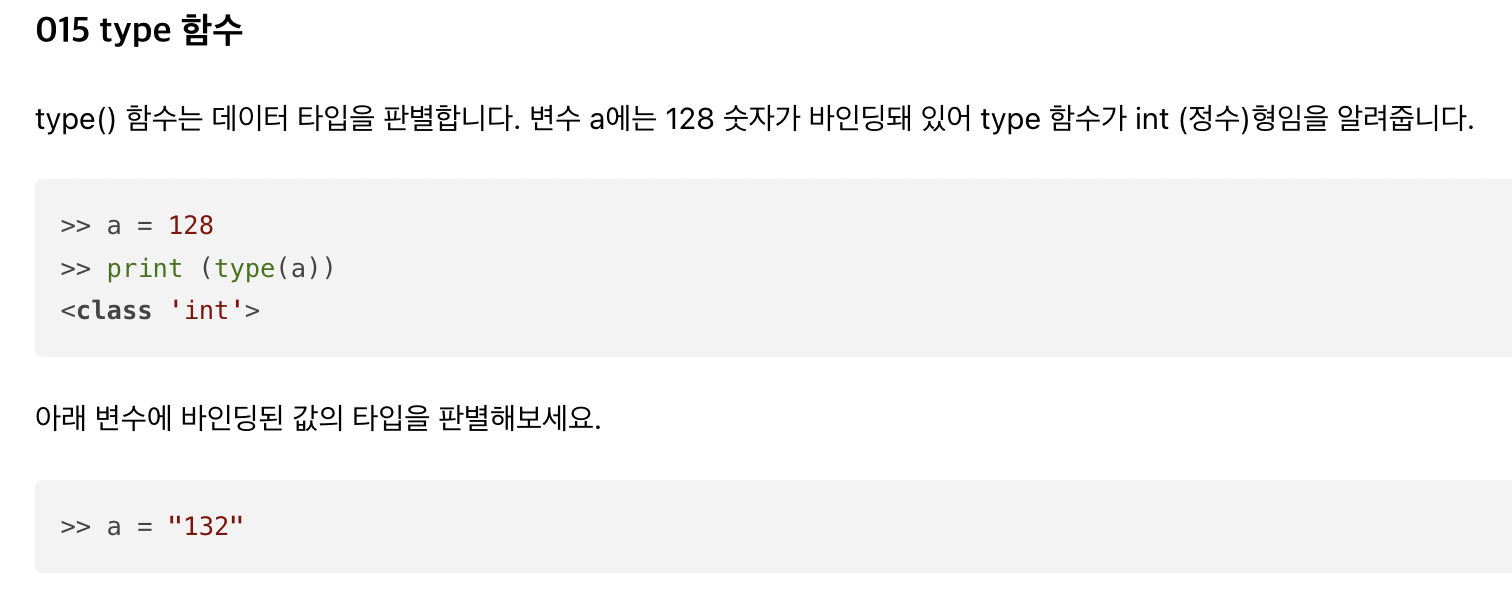 015 type 함수
type() 함수는 데이터 타입을 판별합니다. 변수 a에는 128 숫자가 바인딩돼 있어 type 함수가 int (정수)형임을 알려줍니다.
>> a = 128
>> print (type(a))
<class 'int'>
아래 변수에 바인딩된 값의 타입을 판별해보세요.
>> a = "132"